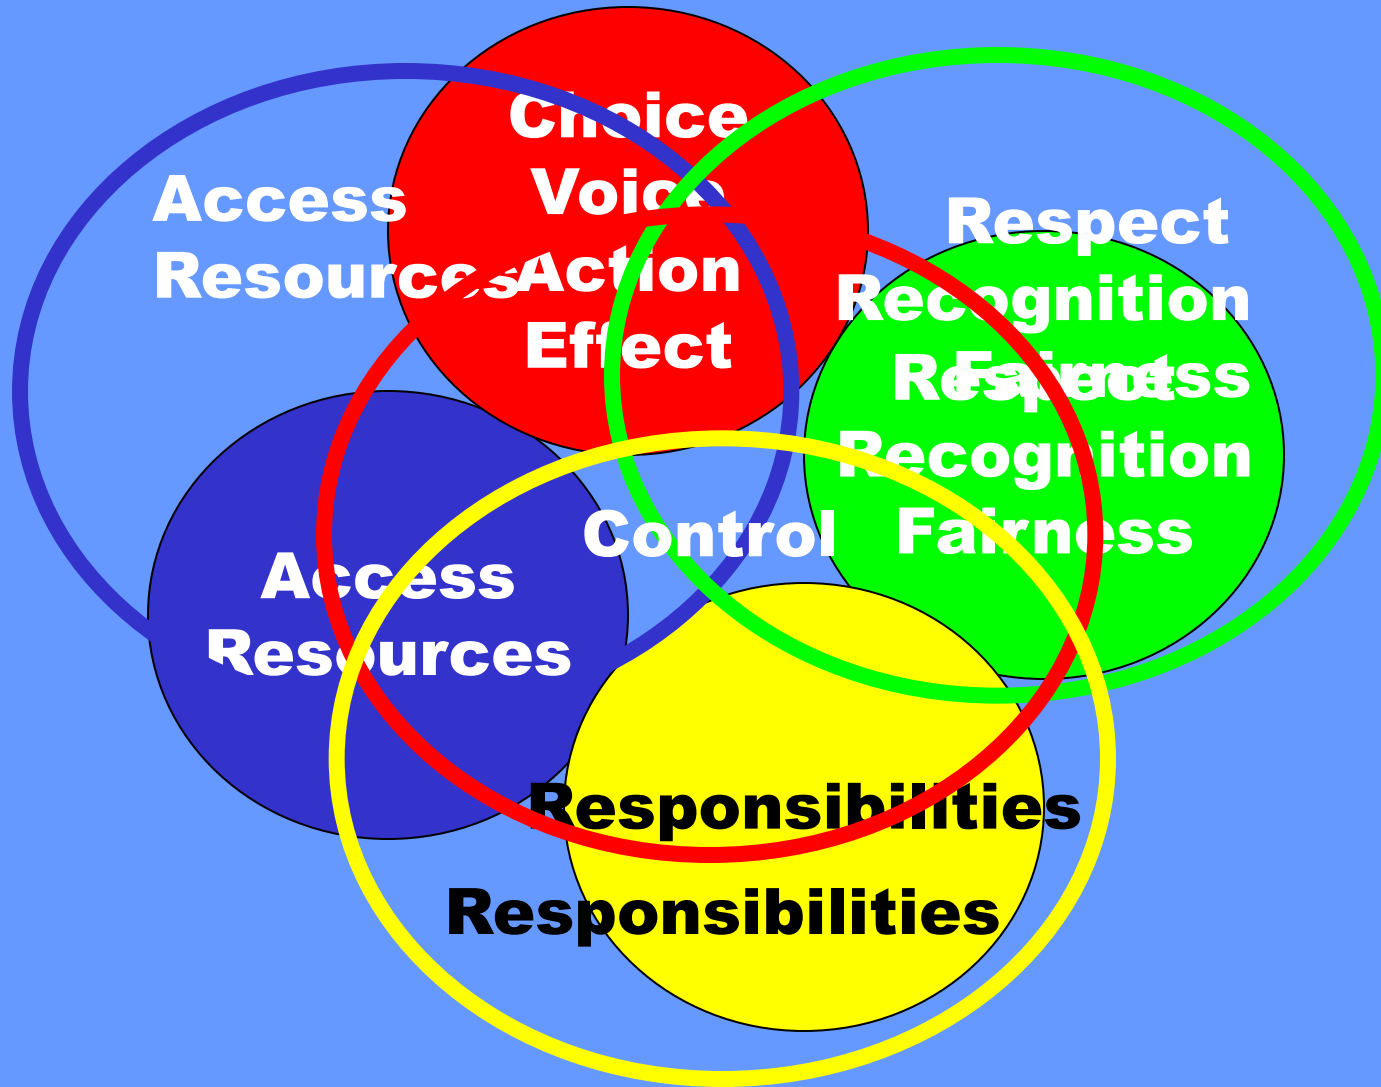 Choice
Voice
Action
Effect
Access
Resources
Respect
Recognition
Fairness
Respect
Recognition
Fairness
Control
Access
Resources
Responsibilities
Responsibilities